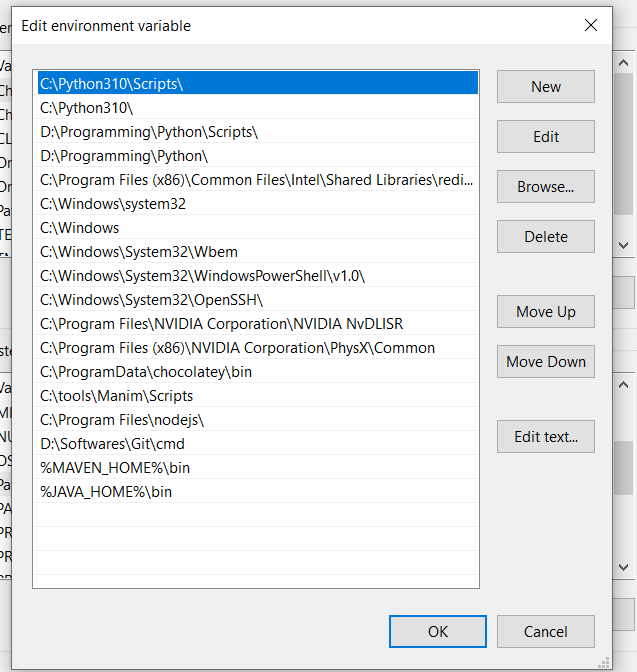 Edit environment variable
C:\Python310\Scripts\
C:\Python310\
D:\Programming\Python\Scripts\
D:\Programming\Python\
C:\Program Files (x86)\Common Files\Intel\Shared Libraries\redi...
C:\Windows\system32
C:\Windows
C:\Windows\System32\Wbem
C:\Windows\System32\WindowsPowerShell\v1.0\
C:\Windows\System32\OpenSSH\
C:\Program Files\NVIDIA Corporation\NVIDIA NvDLISR
C:\Program Files (x86)\NVIDIA Corporation\PhysX\Common
C:\ProgramData\chocolatey\bin
C:\tools\Manim\Scripts
C:\Program Files\nodejs\
D:\Softwares\Git\cmd
%MAVEN_HOME%\bin
%JAVA_HOME%\bin
New
Edit
Browse...
Delete
Move Up
Move Down
Edit text...
OK
Cancel